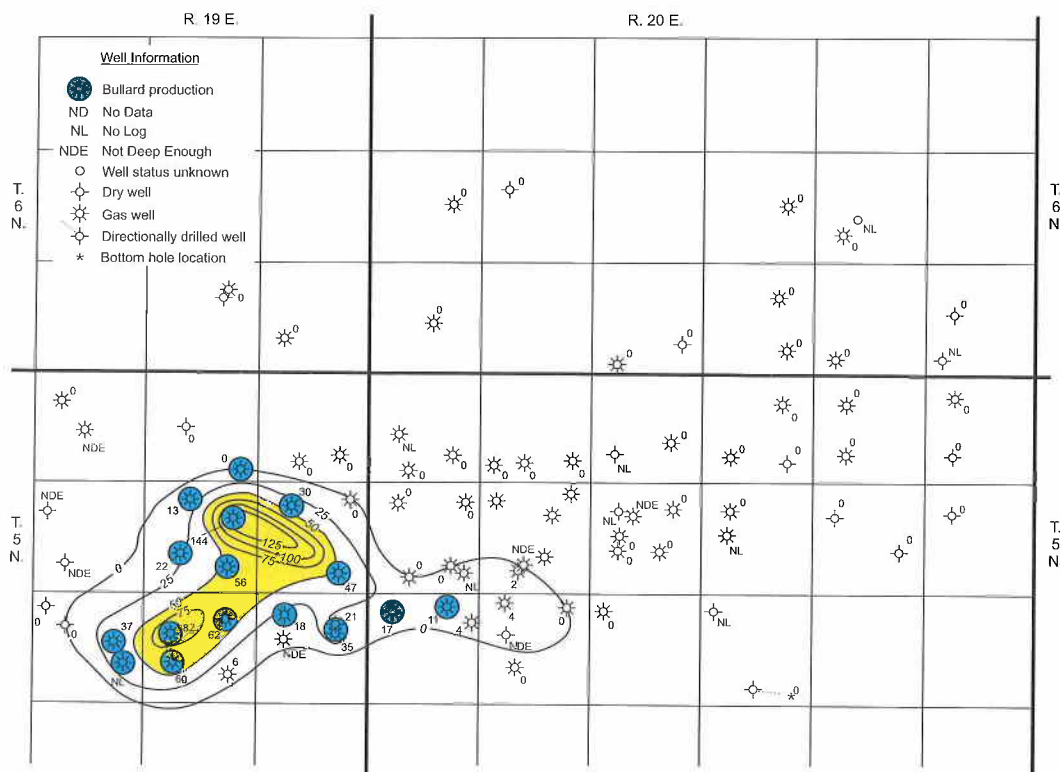 R. 19 E.
R. 20 E.
Well Information
Bullard production
ND No Data
NL No Log
NDE Not Deep Enough
Well status unknown
Dry well
Gas well
Directionally drilled well
* Bottom hole location
T.
6
N.
T.
6
N
0
0
0
NL
0
0
0
0
0
0
0
0
0
0
0
NL
T.
5
N.
T.
5
N
0
NDE
0
0
0
0
NL
0
0
0
0
0
0
NL
0
0
0
0
0
0
0
0
NDE
13
30
25
50
0
0
0
NL
NDE
0
0
NL
0
0
0
144
125
100
75
22
25
56
47
0
NDE
0
0
NL
NDE
2
0
50
75
82
62
37
NL
60
6
18
NDE
21
35
17
11
0
4
4
NDE
0
0
0
NL
0
*